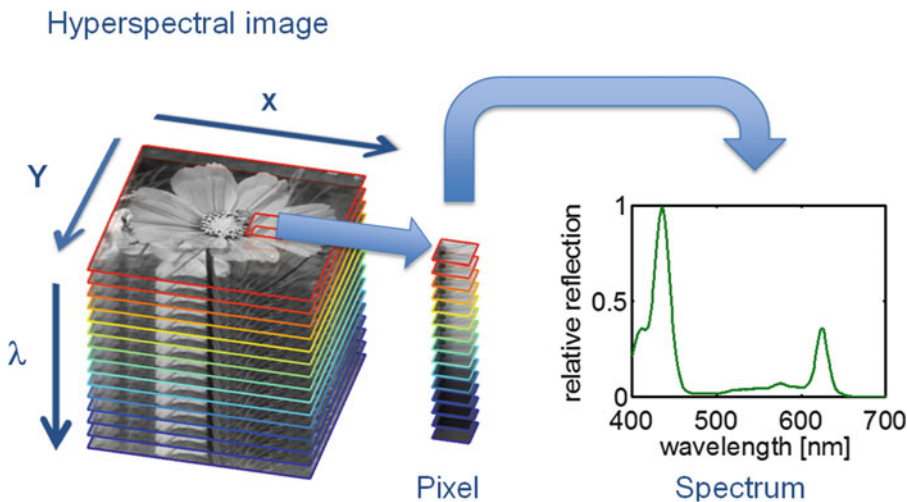 Hyperspectral image
x
Y
λ
1
0.5
0
relative reflection
400 500 600 700
wavelength [nm]
Pixel
Spectrum